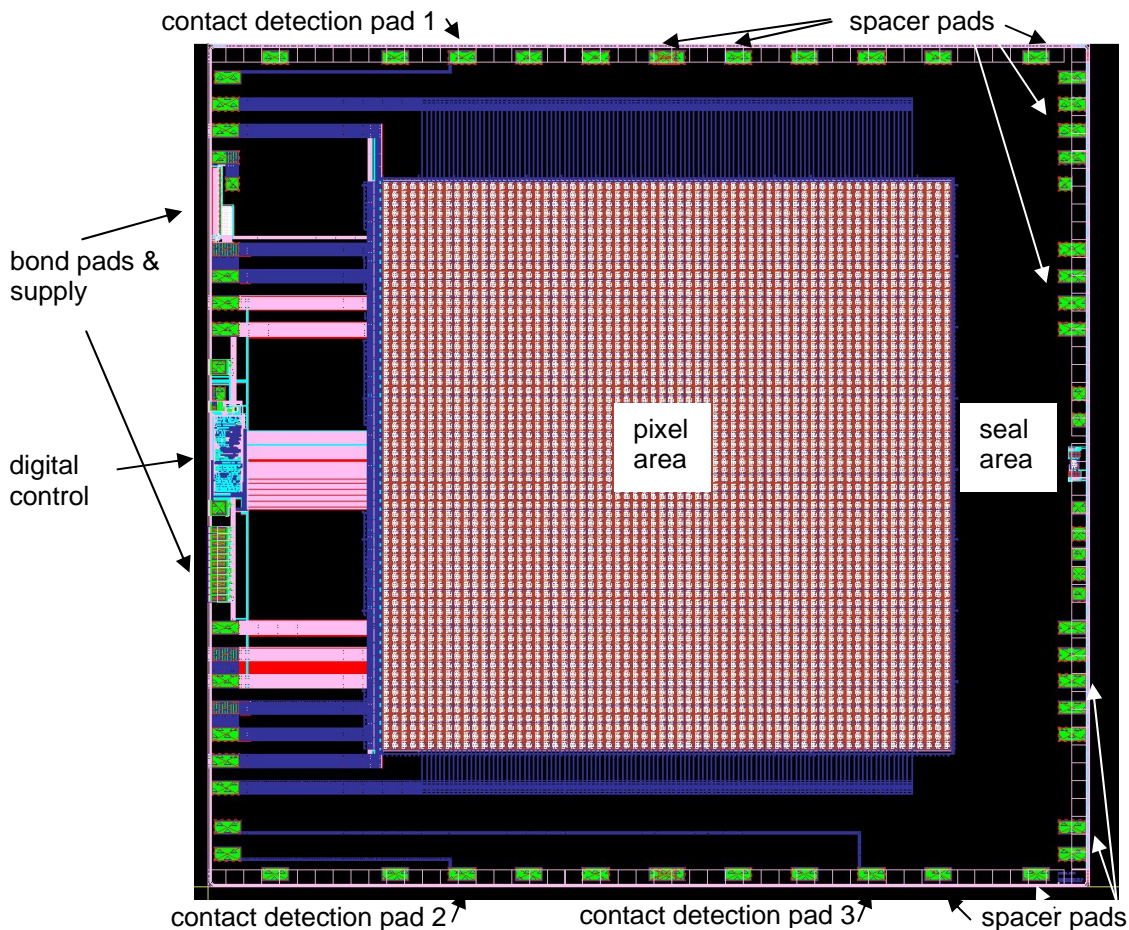 contact detection pad 1
spacer pads
bond pads &
supply
pixel
area
seal
area
digital
control
contact detection pad 2
contact detection pad 3
spacer pads